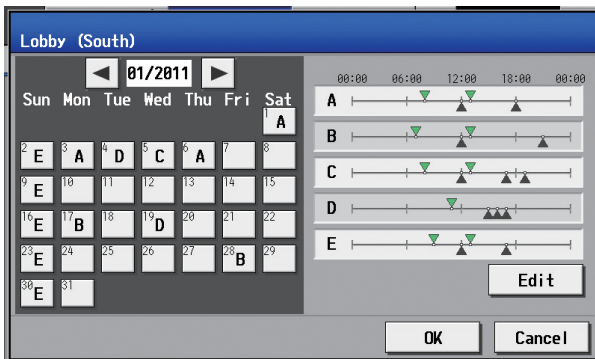 Lobby (South)
01/2011
Sun Mon Tue Wed Thu Fri Sat
1 A
2 E 3 A 4 D 5 C 6 A 7 8
9 E 10 11 12 13 14 15
16 E 17 B 18 19 D 20 21 22
23 E 24 25 26 27 28 B 29
30 E 31
00:00 06:00 12:00 18:00 00:00
A
B
C
D
E
Edit
OK Cancel